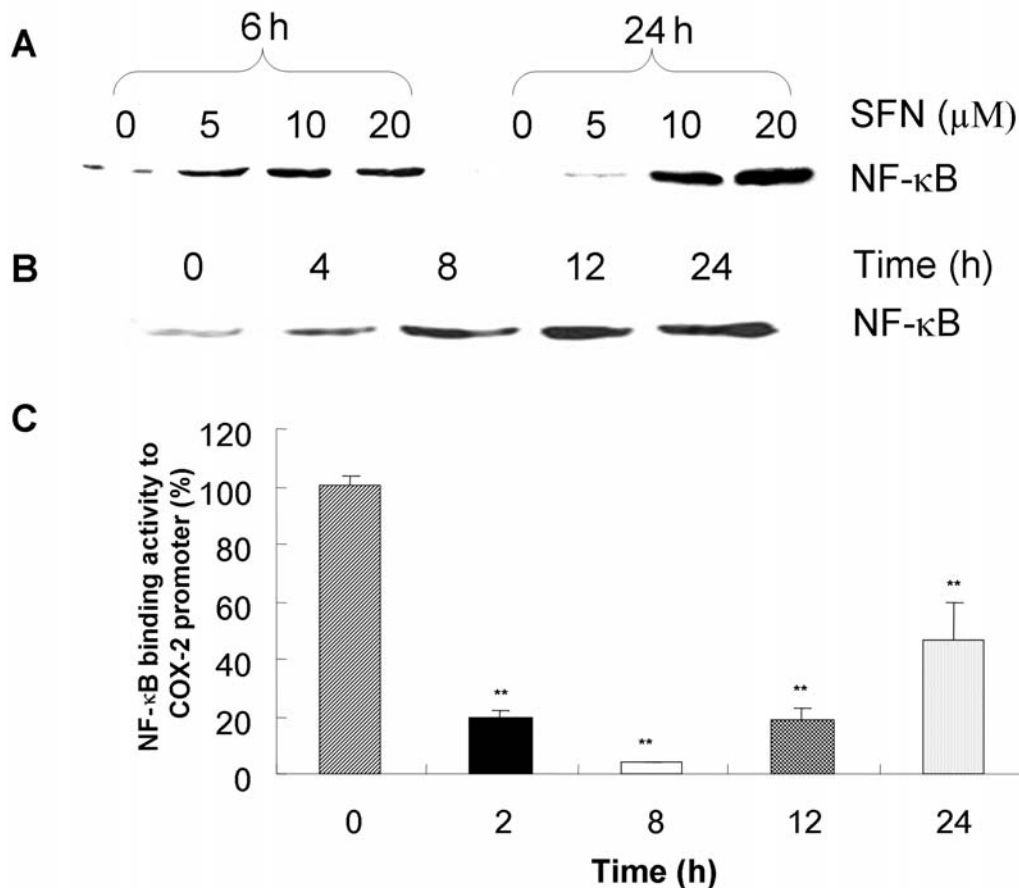 A
6 h 24 h
0 5 10 20 0 5 10 20 SFN (µM)
NF-κB
B
0 4 8 12 24 Time (h)
NF-κB
C
NF-κB binding activity to
COX-2 promoter (%)
120
100
80
60
40
20
0
**
**
**
**
0 2 8 12 24
Time (h)